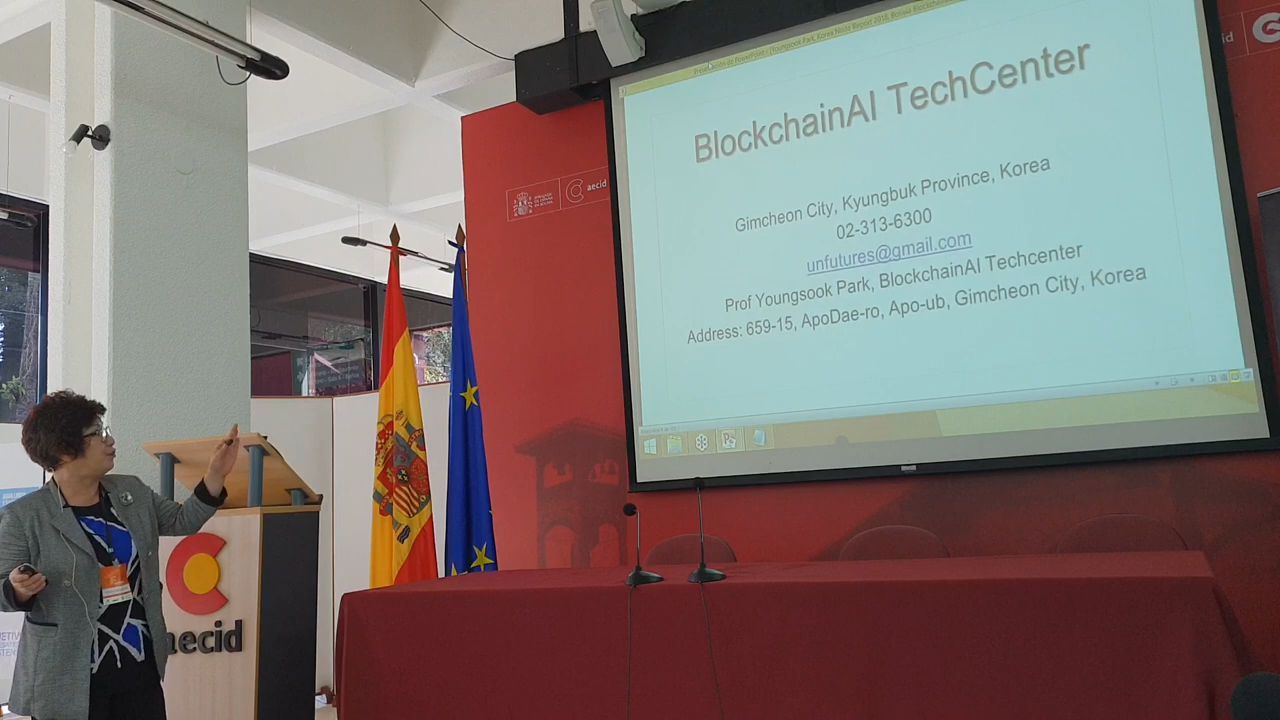 BlockchainAI TechCenter
Gimcheon City, Kyungbuk Province, Korea
02-313-6300
unfutures@gmail.com
Prof Youngsook Park, BlockchainAI Techcenter
Address: 659-15, ApoDae-ro, Apo-ub, Gimcheon City, Korea
aecid
aecid